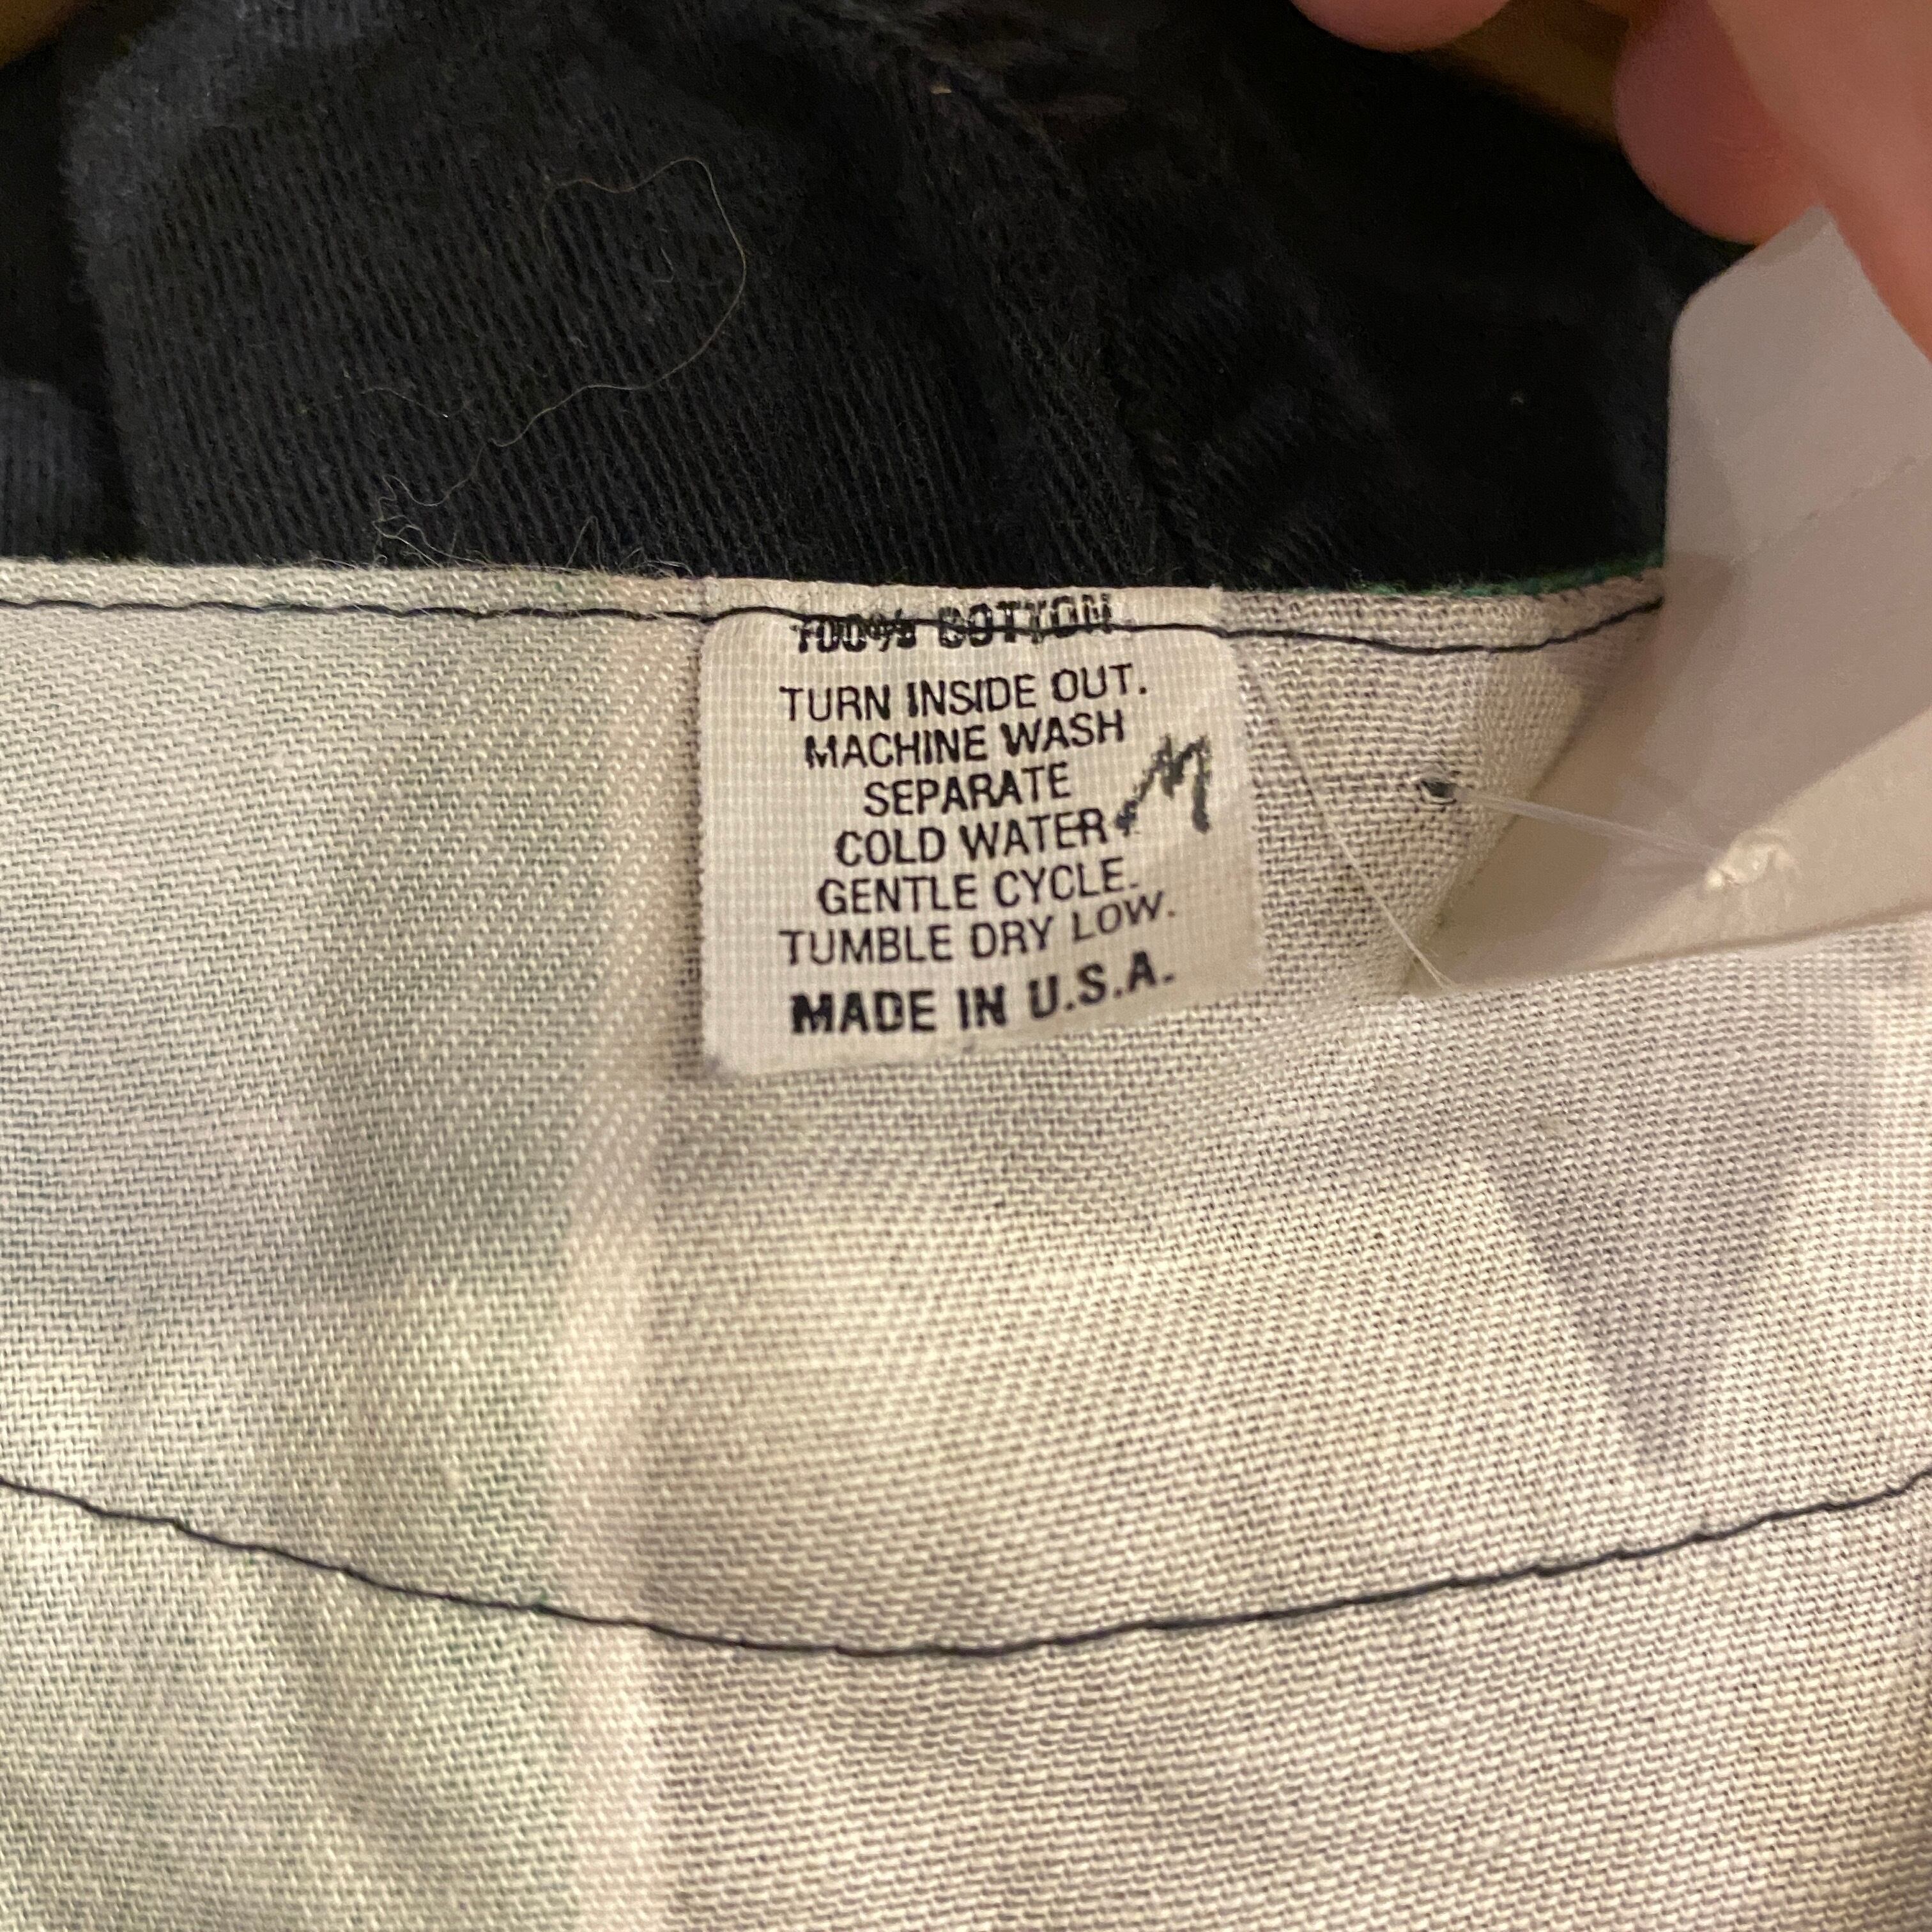 100% COTTON
TURN INSIDE OUT.
MACHINE WASH
SEPARATE
COLD WATER
GENTLE CYCLE.
TUMBLE DRY LOW.
MADE IN U.S.A.